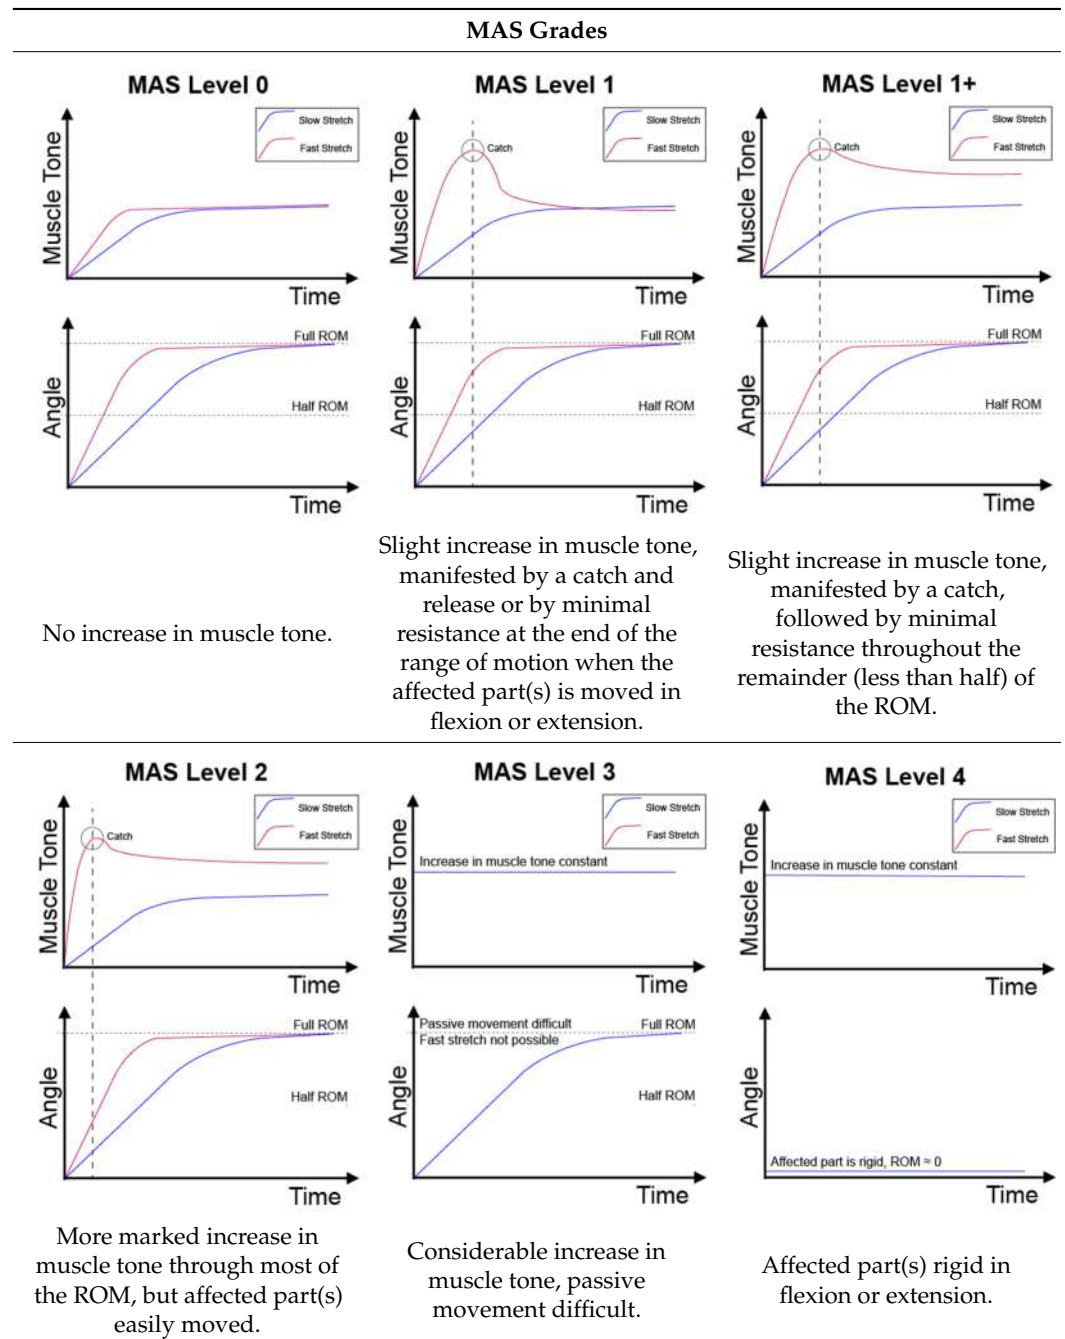 MAS Grades
MAS Level 0
Slow Stretch
Fast Stretch
Muscle Tone
Time
Full ROM
Half ROM
Angle
Time
No increase in muscle tone.
MAS Level 1
Slow Stretch
Fast Stretch
Catch
Muscle Tone
Time
Full ROM
Half ROM
Angle
Time
Slight increase in muscle tone,
manifested by a catch and
release or by minimal
resistance at the end of the
range of motion when the
affected part(s) is moved in
flexion or extension.
MAS Level 1+
Slow Stretch
Fast Stretch
Catch
Muscle Tone
Time
Full ROM
Half ROM
Angle
Time
Slight increase in muscle tone,
manifested by a catch,
followed by minimal
resistance throughout the
remainder (less than half) of
the ROM.
MAS Level 2
Slow Stretch
Fast Stretch
Catch
Muscle Tone
Time
Full ROM
Half ROM
Angle
Time
More marked increase in
muscle tone through most of
the ROM, but affected part(s)
easily moved.
MAS Level 3
Slow Stretch
Fast Stretch
Increase in muscle tone constant
Muscle Tone
Time
Passive movement difficult
Full ROM
Fast stretch not possible
Half ROM
Angle
Time
Considerable increase in
muscle tone, passive
movement difficult.
MAS Level 4
Slow Stretch
Fast Stretch
Increase in muscle tone constant
Muscle Tone
Time
Angle
Affected part is rigid, ROM ≈ 0
Time
Affected part(s) rigid in
flexion or extension.